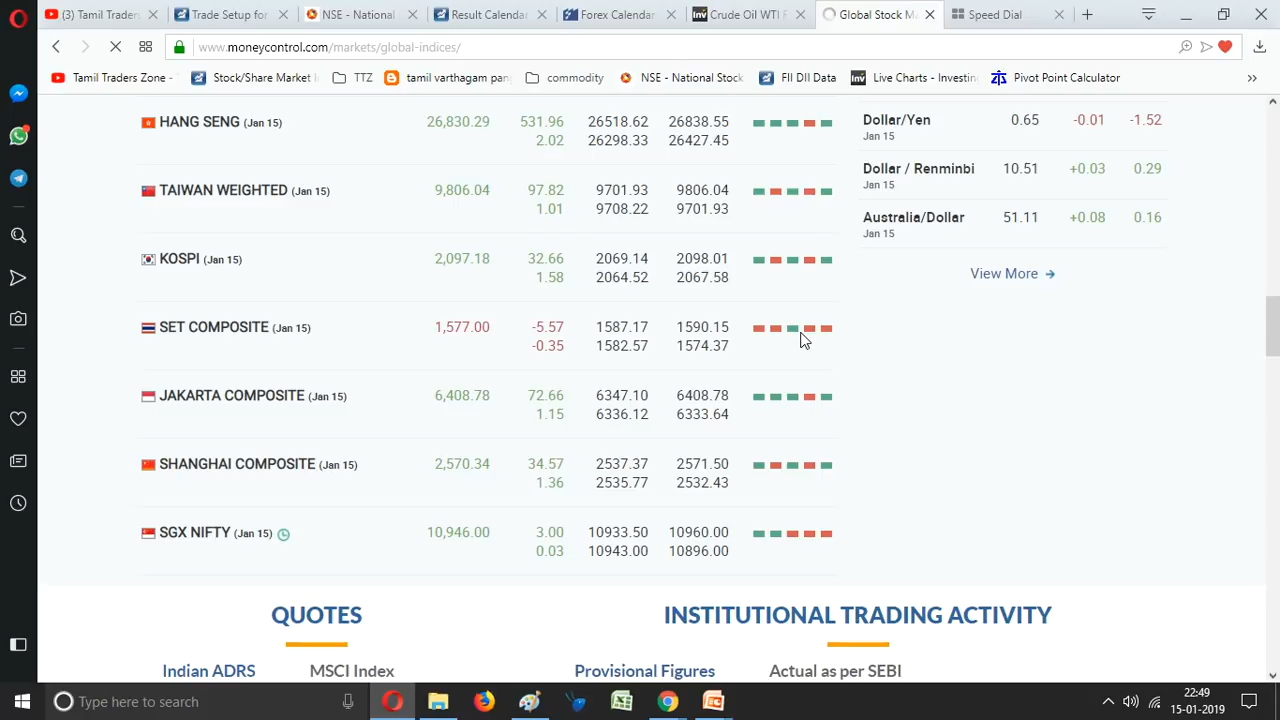 (3) Tamil Traders
Trade Setup for
NSE - National
Result Calendar
Forex Calendar
Crude Oil WTI F
Global Stock Ma
Speed Dial
www.moneycontrol.com/markets/global-indices/
Tamil Traders Zone -
Stock/Share Market I
TTZ
tamil varthagam pan
commodity
NSE - National Stock
FII DII Data
Inv
Live Charts - Investin
Pivot Point Calculator
HANG SENG (Jan 15) 26,830.29 531.96 26518.62 26838.55
2.02 26298.33 26427.45
TAIWAN WEIGHTED (Jan 15) 9,806.04 97.82 9701.93 9806.04
1.01 9708.22 9701.93
KOSPI (Jan 15) 2,097.18 32.66 2069.14 2098.01
1.58 2064.52 2067.58
SET COMPOSITE (Jan 15) 1,577.00 -5.57 1587.17 1590.15
-0.35 1582.57 1574.37
JAKARTA COMPOSITE (Jan 15) 6,408.78 72.66 6347.10 6408.78
1.15 6336.12 6333.64
SHANGHAI COMPOSITE (Jan 15) 2,570.34 34.57 2537.37 2571.50
1.36 2535.77 2532.43
SGX NIFTY (Jan 15) 10,946.00 3.00 10933.50 10960.00
0.03 10943.00 10896.00
Dollar/Yen 0.65 -0.01 -1.52
Jan 15
Dollar / Renminbi 10.51 +0.03 0.29
Jan 15
Australia/Dollar 51.11 +0.08 0.16
Jan 15
View More
QUOTES
Indian ADRS MSCI Index
INSTITUTIONAL TRADING ACTIVITY
Provisional Figures Actual as per SEBI
Type here to search
22:49
15-01-2019